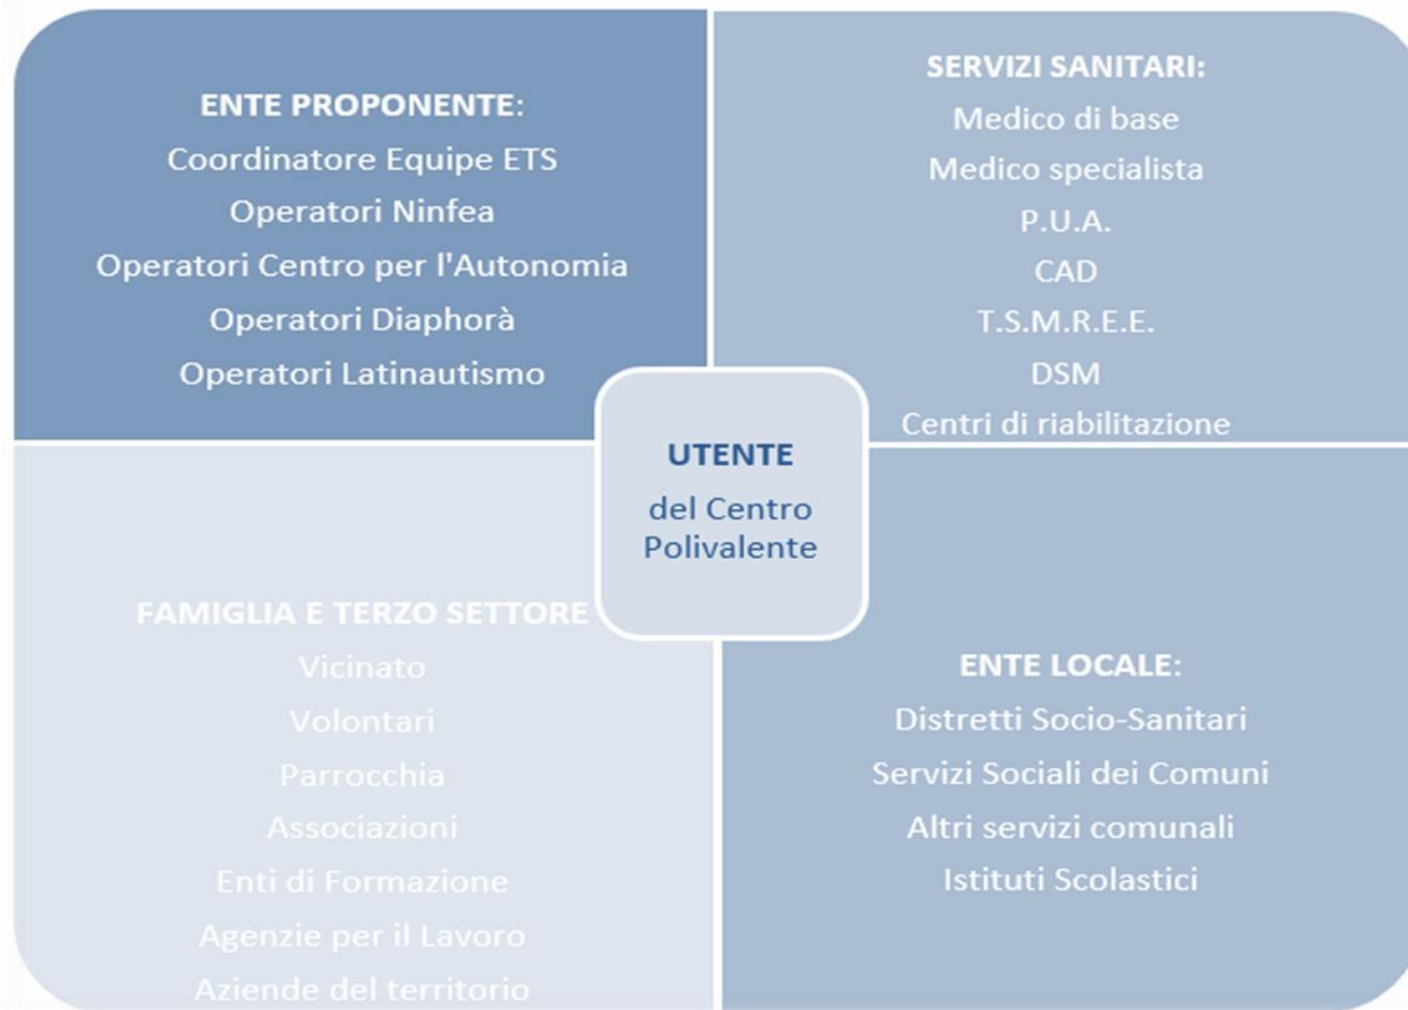 ENTE PROPONENTE:
Coordinatore Equipe ETS
Operatori Ninfea
Operatori Centro per l'Autonomia
Operatori Diaphorà
Operatori Latinautismo
SERVIZI SANITARI:
Medico di base
Medico specialista
P.U.A.
CAD
T.S.M.R.E.E.
DSM
Centri di riabilitazione
UTENTE
del Centro
Polivalente
FAMIGLIA E TERZO SETTORE
Vicinato
Volontari
Parrocchia
Associazioni
Enti di Formazione
Agenzie per il Lavoro
Aziende del territorio
ENTE LOCALE:
Distretti Socio-Sanitari
Servizi Sociali dei Comuni
Altri servizi comunali
Istituti Scolastici